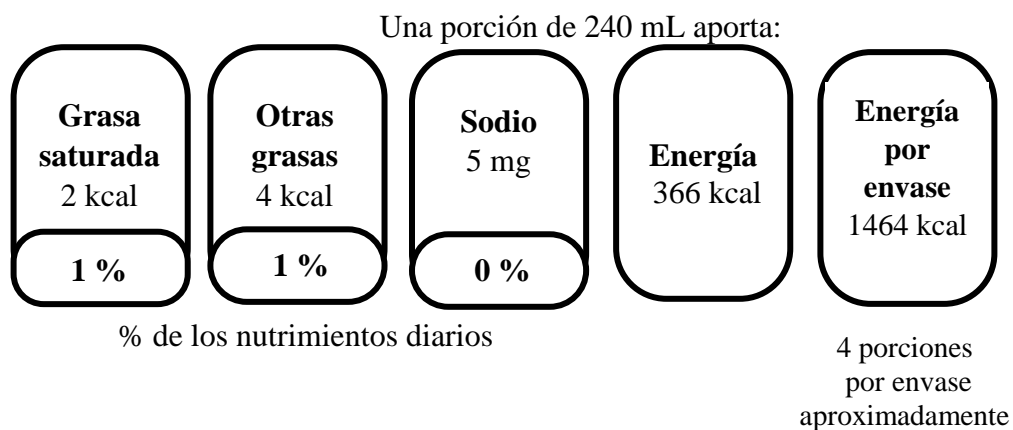 Una porción de 240 mL aporta:
Grasa
saturada
2 kcal
1 %
Otras
grasas
4 kcal
1 %
Sodio
5 mg
0 %
Energía
366 kcal
Energía
por
envase
1464 kcal
% de los nutrimientos diarios
4 porciones
por envase
aproximadamente